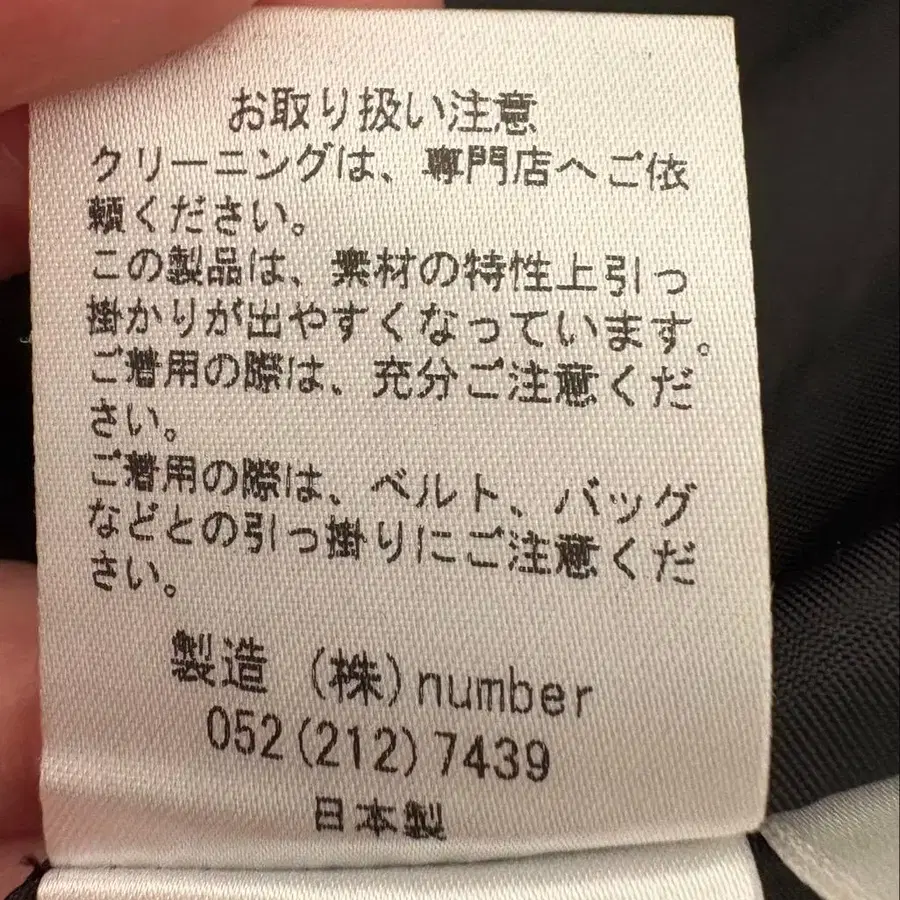 お取り扱い注意
クリーニングは、専門店へご依
頼ください。
この製品は、素材の特性上引っ
掛かりが出やすくなっています。
ご着用の際は、充分ご注意くだ
さい。
ご着用の際は、ベルト、バッグ
などとの引っ掛りにご注意くだ
さい。
製造 (株)number
052(212)7439
日本製